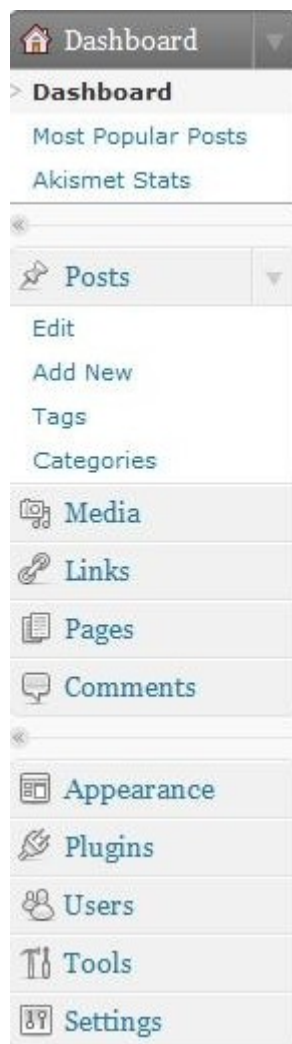 Dashboard
Dashboard
Most Popular Posts
Akismet Stats
Posts
Edit
Add New
Tags
Categories
Media
Links
Pages
Comments
Appearance
Plugins
Users
Tools
Settings